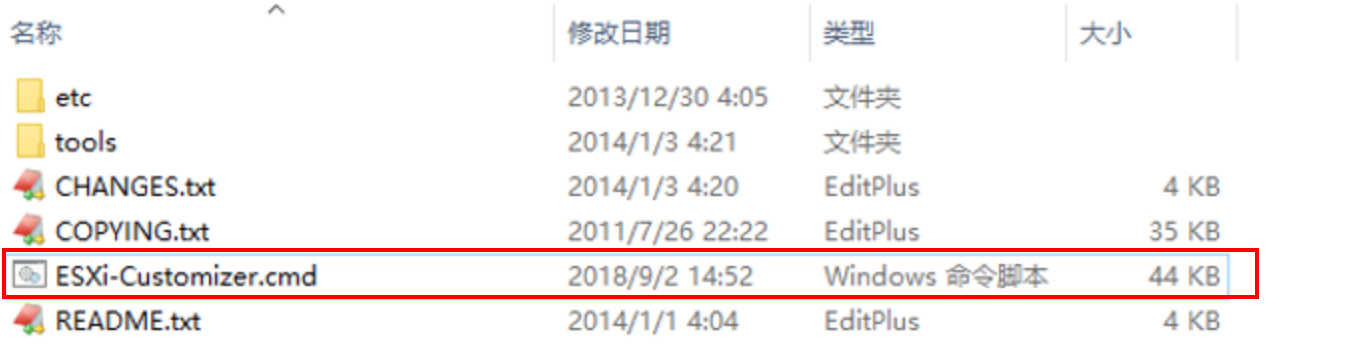 名称 修改日期 类型 大小
etc 2013/12/30 4:05 文件夹
tools 2014/1/3 4:21 文件夹
CHANGES.txt 2014/1/3 4:20 EditPlus 4 KB
COPYING.txt 2011/7/26 22:22 EditPlus 35 KB
ESXi-Customizer.cmd 2018/9/2 14:52 Windows 命令脚本 44 KB
README.txt 2014/1/1 4:04 EditPlus 4 KB